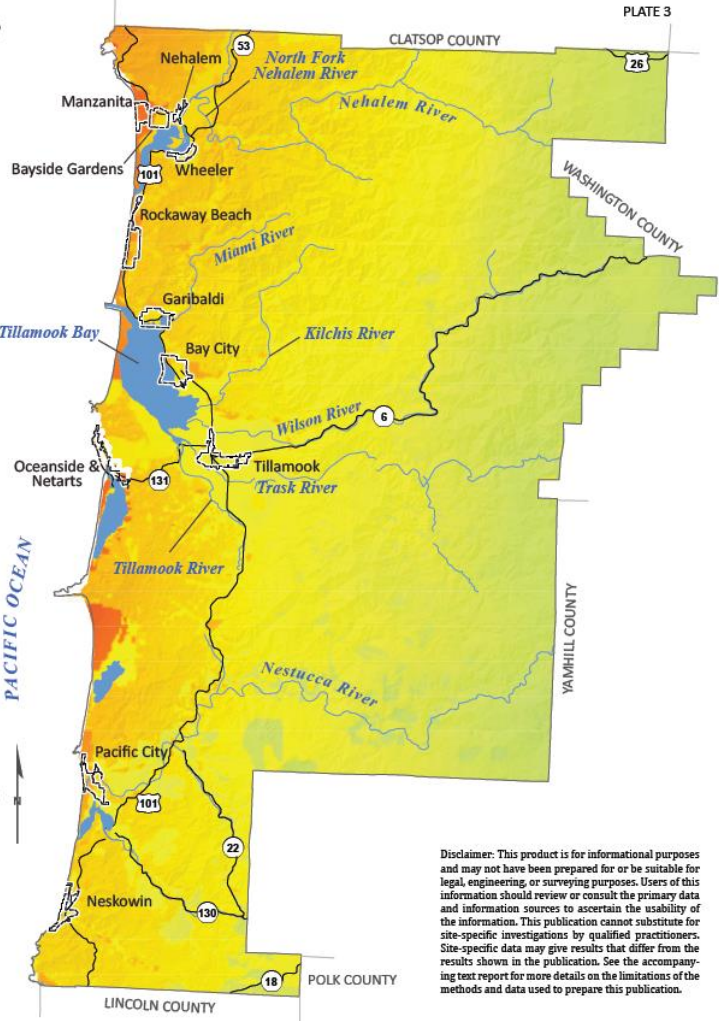 PLATE 3
CLATSOP COUNTY
53
26
Nehalem
North Fork
Nehalem River
Manzanita
Nehalem River
Bayside Gardens
Wheeler
101
WASHINGTON COUNTY
Rockaway Beach
Miami River
Garibaldi
Tillamook Bay
Kilchis River
Bay City
Wilson River
6
Oceanside &
Netarts
131
Tillamook
Trask River
Tillamook River
PACIFIC OCEAN
YAMHILL COUNTY
Nestucca River
Pacific City
N
101
22
Neskowin
130
18
POLK COUNTY
LINCOLN COUNTY
Disclaimer: This product is for informational purposes
and may not have been prepared for or be suitable for
legal, engineering, or surveying purposes. Users of this
information should review or consult the primary data
and information sources to ascertain the usability of
the information. This publication cannot substitute for
site-specific investigations by qualified practitioners.
Site-specific data may give results that differ from the
results shown in the publication. See the accompany-
ing text report for more details on the limitations of the
methods and data used to prepare this publication.